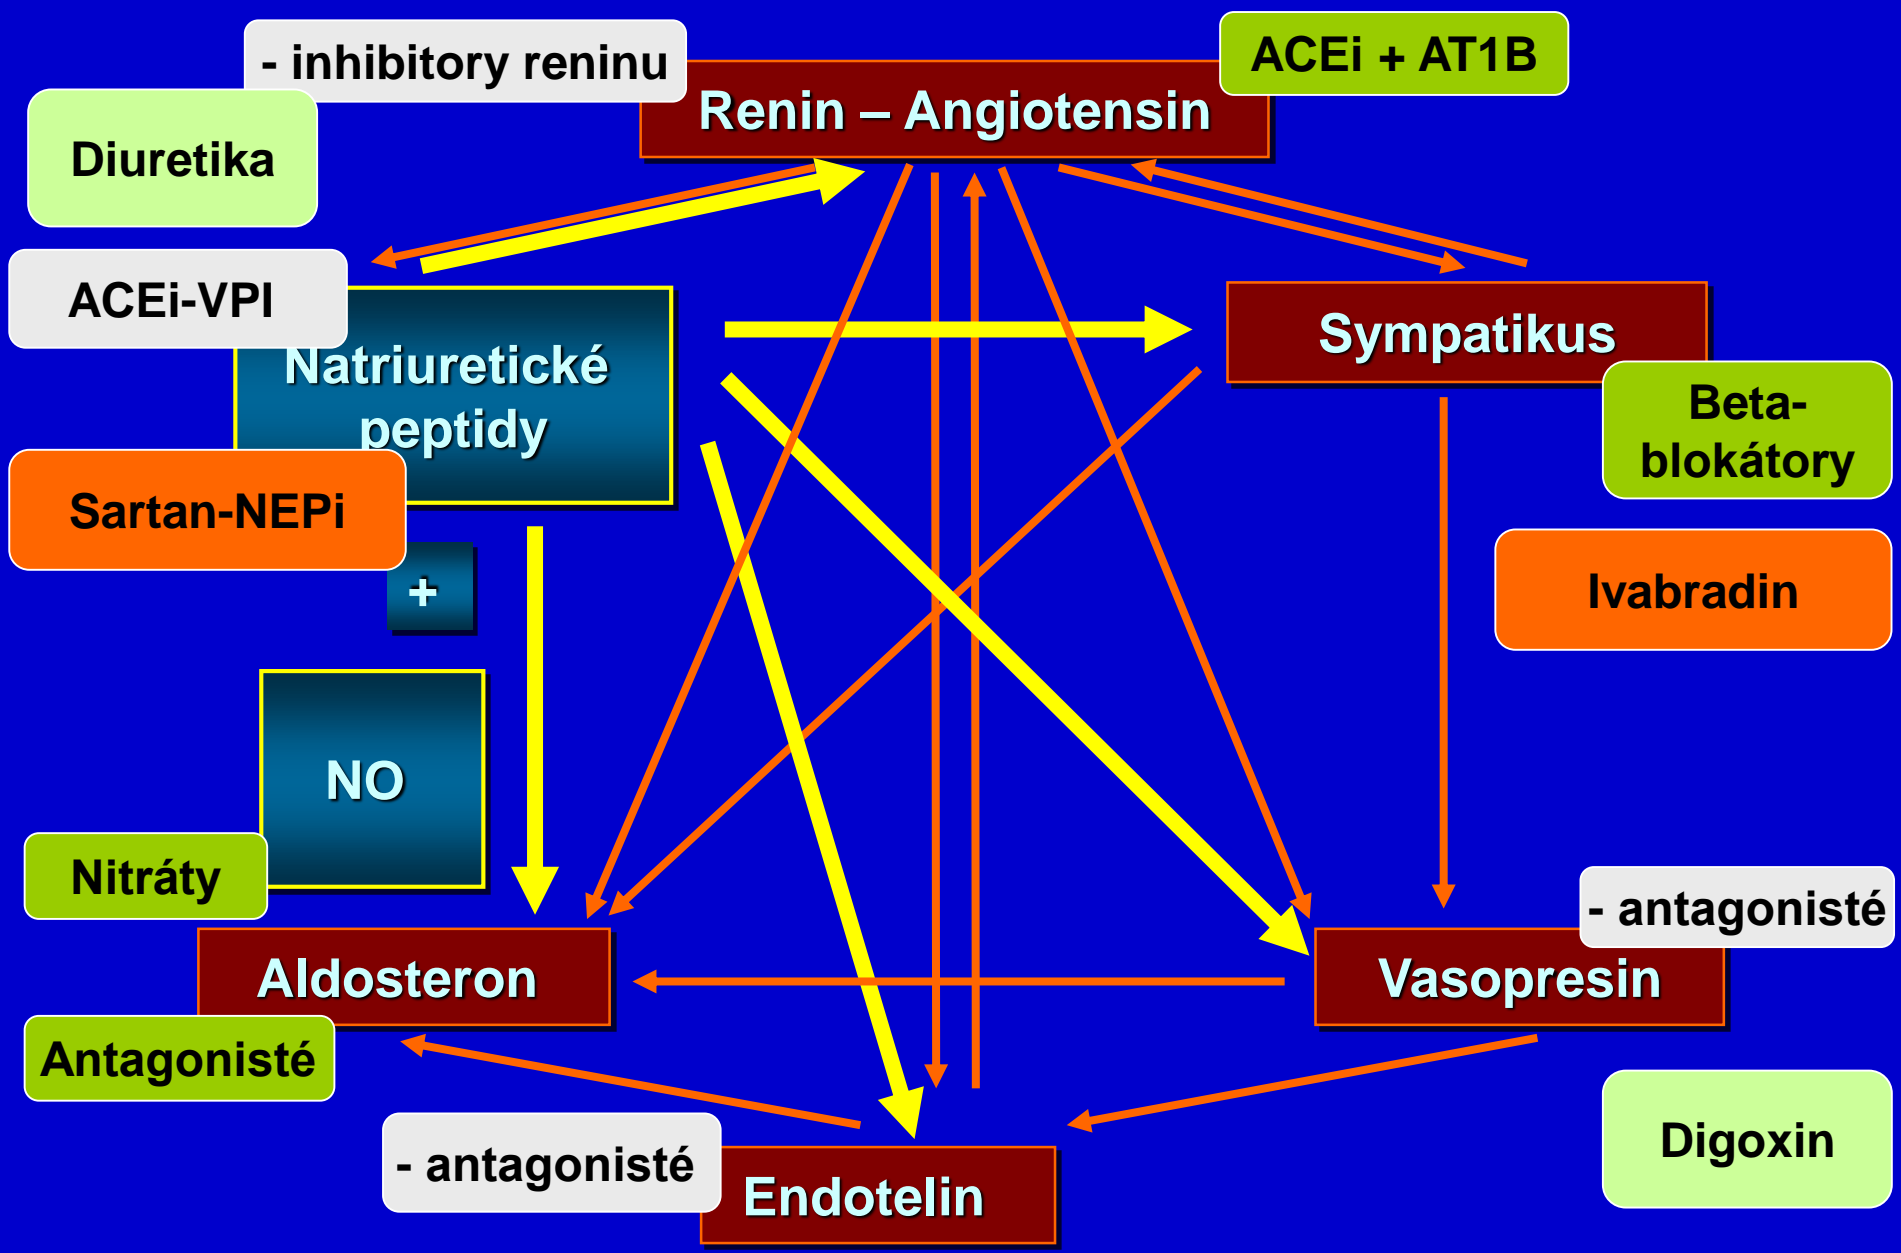 - inhibitory reninu
ACEi + AT1B
Renin – Angiotensin
Diuretika
ACEi-VPI
Natriuretické
peptidy
Sympatikus
Beta-
blokátory
Sartan-NEPi
+
Ivabradin
NO
Nitráty
- antagonisté
Aldosteron
Vasopresin
Antagonisté
- antagonisté
Endotelin
Digoxin